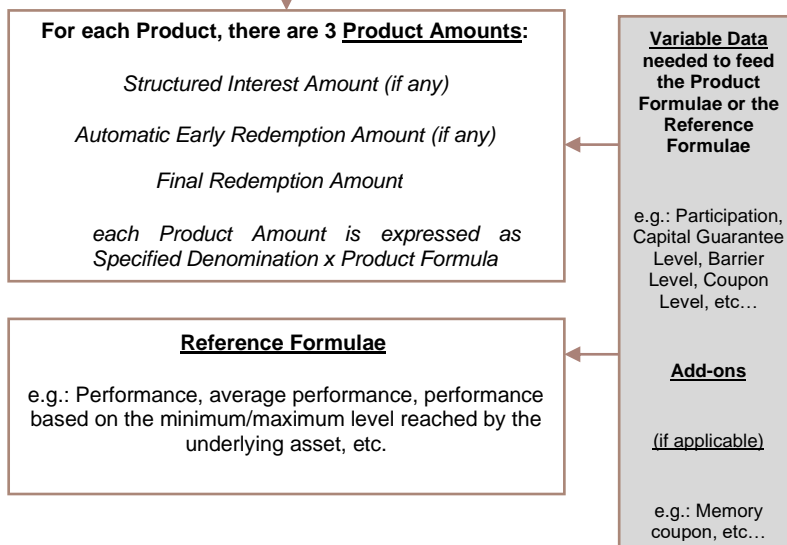 For each Product, there are 3 Product Amounts:
Structured Interest Amount (if any)
Automatic Early Redemption Amount (if any)
Final Redemption Amount
each Product Amount is expressed as
Specified Denomination x Product Formula
Reference Formulae
e.g.: Performance, average performance, performance
based on the minimum/maximum level reached by the
underlying asset, etc.
Variable Data
needed to feed
the Product
Formulae or the
Reference
Formulae
e.g.: Participation,
Capital Guarantee
Level, Barrier
Level, Coupon
Level, etc…
Add-ons
(if applicable)
e.g.: Memory
coupon, etc…